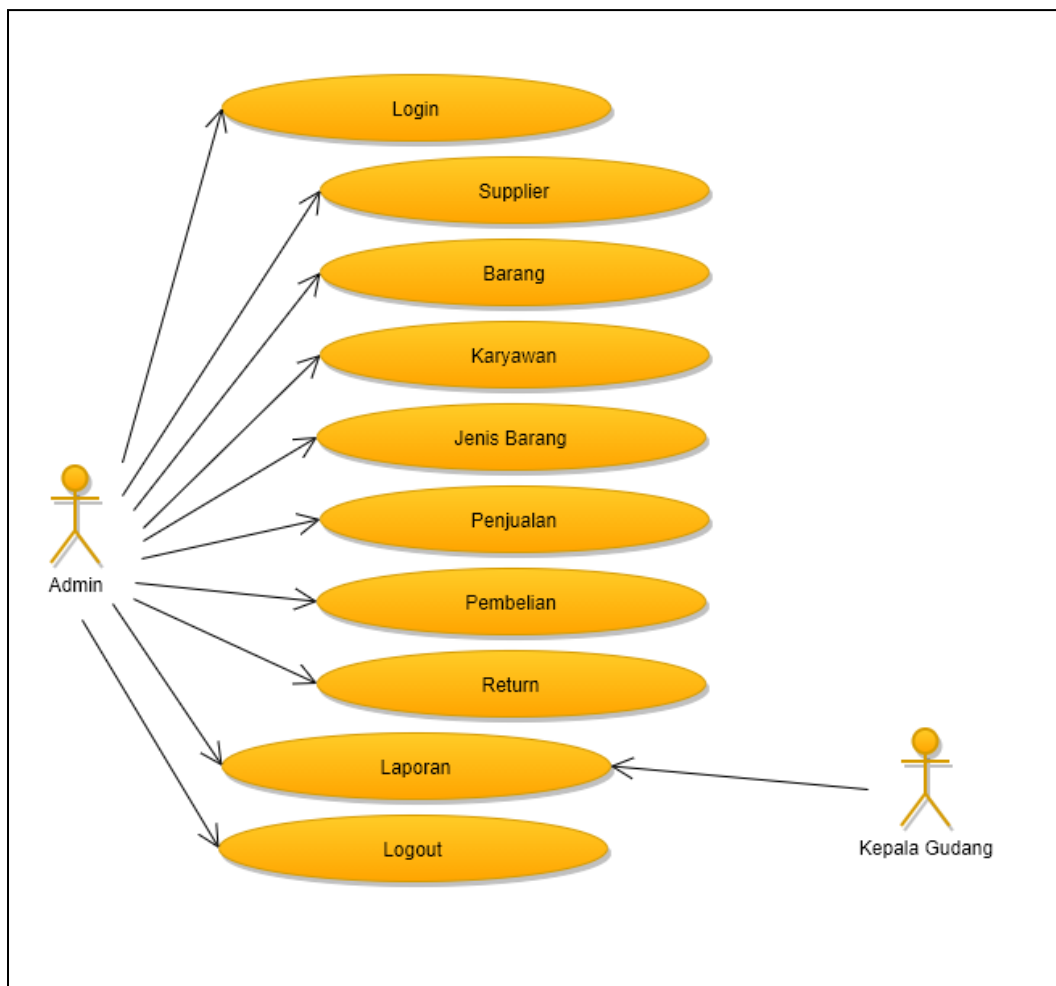 Login
Supplier
Barang
Karyawan
Jenis Barang
Penjualan
Admin
Pembelian
Return
Laporan
Logout
Kepala Gudang